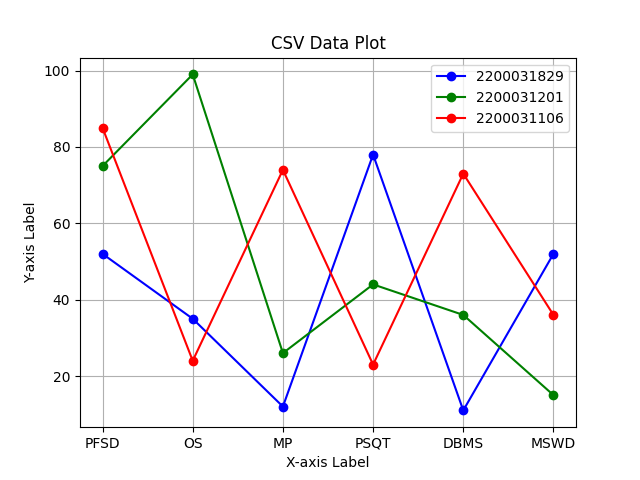 CSV Data Plot
2200031829
2200031201
2200031106
Y-axis Label
100
80
60
40
20
PFSD OS MP PSQT DBMS MSWD
X-axis Label